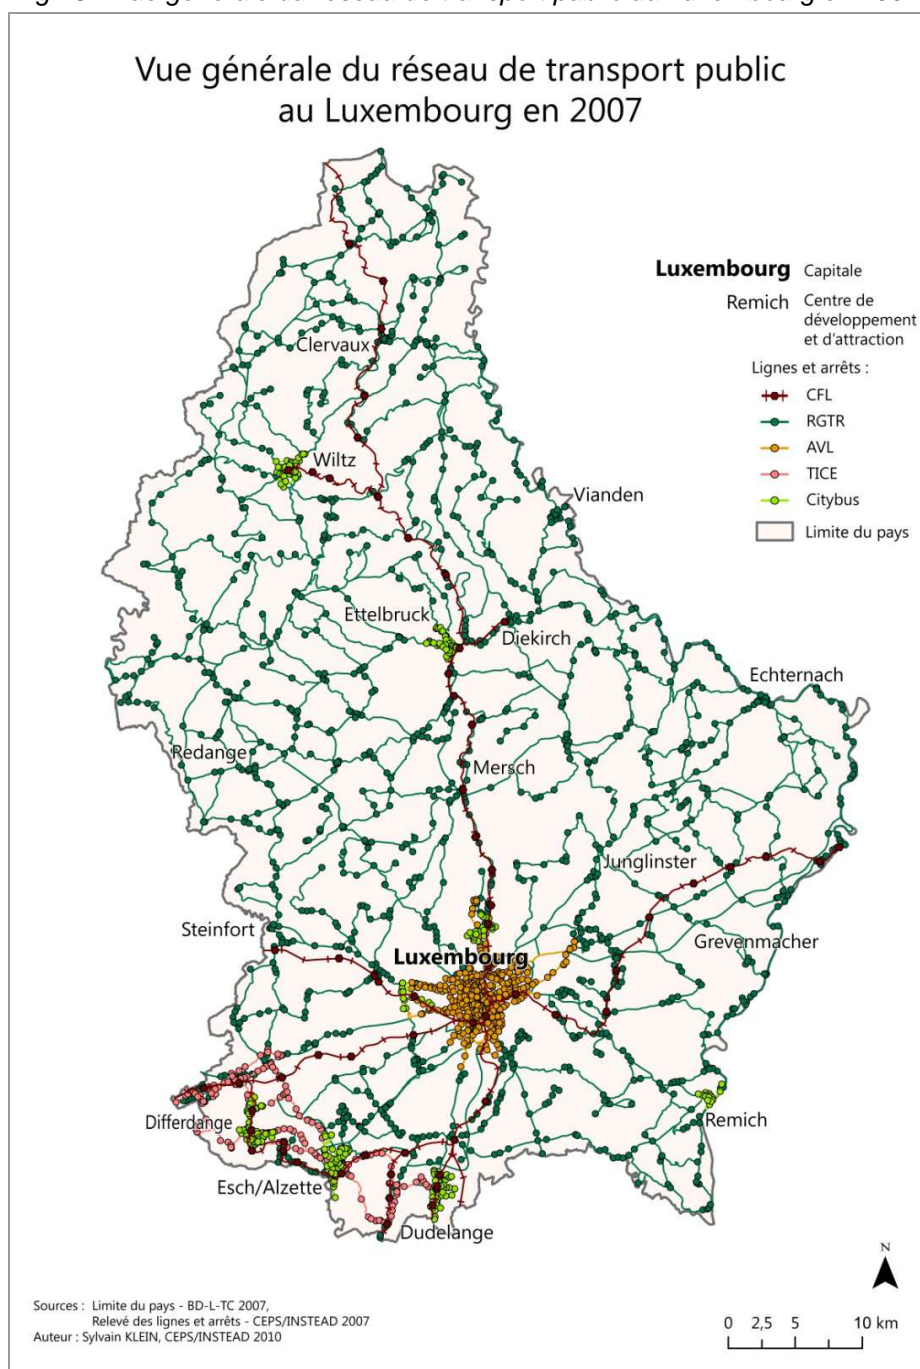 Vue générale du réseau de transport public
au Luxembourg en 2007
Luxembourg Capitale
Remich Centre de
développement
et d'attraction
Lignes et arrêts :
CFL
RGTR
AVL
TICE
Citybus
Limite du pays
Clervaux
Wiltz
Vianden
Ettelbruck
Diekirch
Echternach
Redange
Mersch
Junglinster
Steinfort
Grevenmacher
Luxembourg
Differdange
Remich
Esch/Alzette
Dudelange
N
Sources : Limite du pays - BD-L-TC 2007,
Relevé des lignes et arrêts - CEPS/INSTEAD 2007
Auteur : Sylvain KLEIN, CEPS/INSTEAD 2010
0 2,5 5 10 km